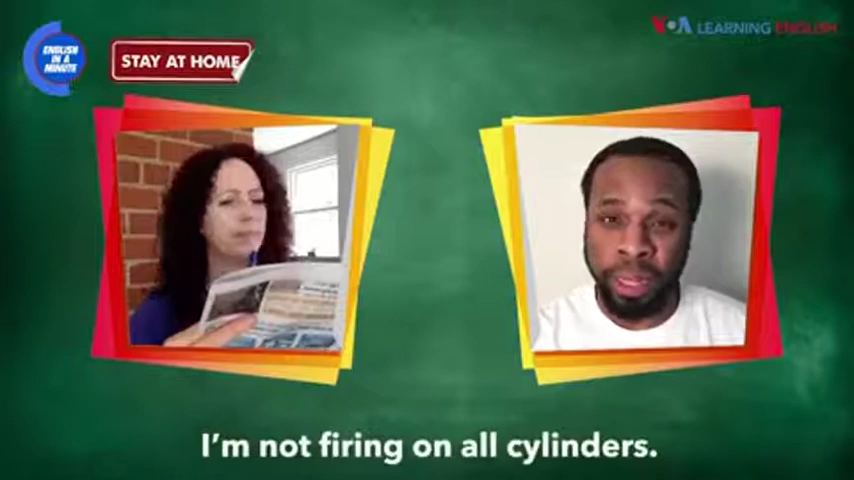 ENGLISH
IN A
MINUTE
STAY AT HOME
VOA LEARNING ENGLISH
I'm not firing on all cylinders.